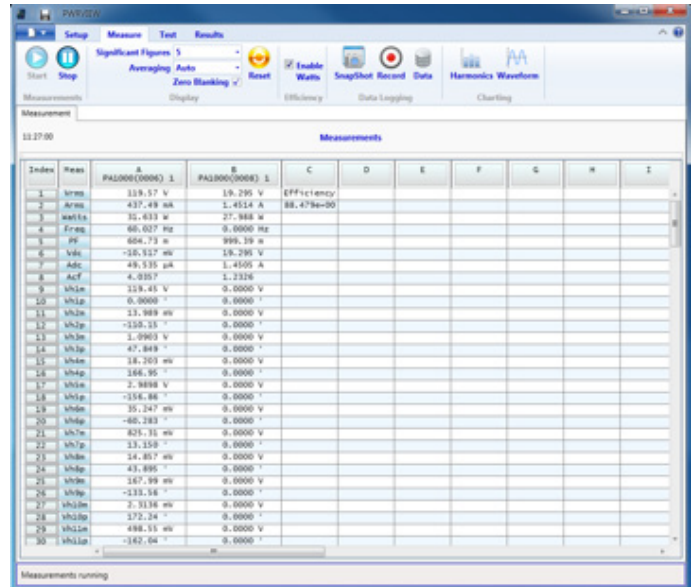 PWRVIEW
Setup Measure Test Results
Significant Figures 5
Averaging Auto
Zero Blanking
Start Stop Reset
Enable Watts
SnapShot Record Data Harmonics Waveform
Measurements Display Efficiency Data Logging Charting
Measurement
11:27:00 Measurements
Index Meas A B C D E F G H I
PA1000(0006) 1 PA1000(0008) 1
1 Vrms 119.57 V 19.295 V Efficiency
2 Arms 437.49 mA 1.4514 A 88.479e+00
3 Watts 31.633 W 27.988 W
4 Freq 60.027 Hz 0.0000 Hz
5 PF 604.73 m 999.39 m
6 Vdc -10.517 mV 19.295 V
7 Adc 49.535 µA 1.4505 A
8 Acf 4.0357 1.2326
9 Vh1m 119.45 V 0.0000 V
10 Vh1p 0.0000 ° 0.0000 °
11 Vh2m 13.989 mV 0.0000 V
12 Vh2p -110.15 ° 0.0000 °
13 Vh3m 1.0903 V 0.0000 V
14 Vh3p 47.849 ° 0.0000 °
15 Vh4m 18.203 mV 0.0000 V
16 Vh4p 166.95 ° 0.0000 °
17 Vh5m 2.9898 V 0.0000 V
18 Vh5p -156.86 ° 0.0000 °
19 Vh6m 35.247 mV 0.0000 V
20 Vh6p -60.283 ° 0.0000 °
21 Vh7m 825.31 mV 0.0000 V
22 Vh7p 13.150 ° 0.0000 °
23 Vh8m 14.857 mV 0.0000 V
24 Vh8p 43.895 ° 0.0000 °
25 Vh9m 167.99 mV 0.0000 V
26 Vh9p -133.56 ° 0.0000 °
27 Vh10m 2.3136 mV 0.0000 V
28 Vh10p 172.24 ° 0.0000 °
29 Vh11m 498.55 mV 0.0000 V
30 Vh11p -162.04 ° 0.0000 °
Measurements running